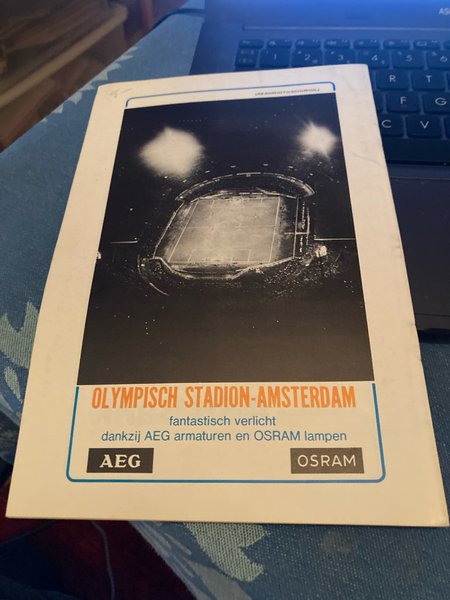 OLYMPISCH STADION-AMSTERDAM
fantastisch verlicht
dankzij AEG armaturen en OSRAM lampen
AEG
OSRAM
R T
F G
C V